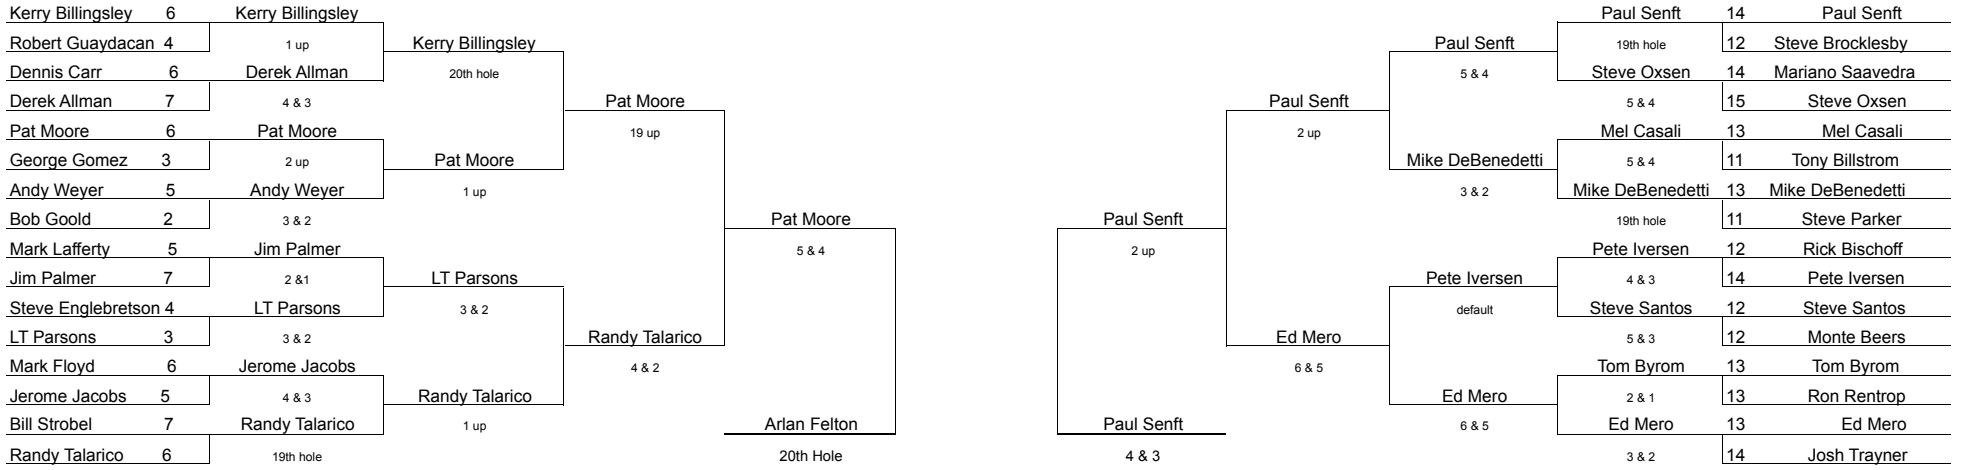 Kerry Billingsley 6 Kerry Billingsley Paul Senft 14 Paul Senft
Robert Guaydacan 4 1 up Kerry Billingsley Paul Senft 19th hole 12 Steve Brocklesby
Dennis Carr 6 Derek Allman 20th hole 5 & 4 Steve Oxsen 14 Mariano Saavedra
Derek Allman 7 4 & 3 Pat Moore Paul Senft 5 & 4 15 Steve Oxsen
Pat Moore 6 Pat Moore 19 up 2 up Mel Casali 13 Mel Casali
George Gomez 3 2 up Pat Moore Mike DeBenedetti 5 & 4 11 Tony Billstrom
Andy Weyer 5 Andy Weyer 1 up 3 & 2 Mike DeBenedetti 13 Mike DeBenedetti
Bob Goold 2 3 & 2 Pat Moore Paul Senft 19th hole 11 Steve Parker
Mark Lafferty 5 Jim Palmer 5 & 4 2 up Pete Iversen 12 Rick Bischoff
Jim Palmer 7 2 &1 LT Parsons Pete Iversen 4 & 3 14 Pete Iversen
Steve Englebretson 4 LT Parsons 3 & 2 default Steve Santos 12 Steve Santos
LT Parsons 3 3 & 2 Randy Talarico Ed Mero 5 & 3 12 Monte Beers
Mark Floyd 6 Jerome Jacobs 4 & 2 6 & 5 Tom Byrom 13 Tom Byrom
Jerome Jacobs 5 4 & 3 Randy Talarico Ed Mero 2 & 1 13 Ron Rentrop
Bill Strobel 7 Randy Talarico 1 up Arlan Felton Paul Senft 6 & 5 Ed Mero 13 Ed Mero
Randy Talarico 6 19th hole 20th Hole 4 & 3 3 & 2 14 Josh Trayner